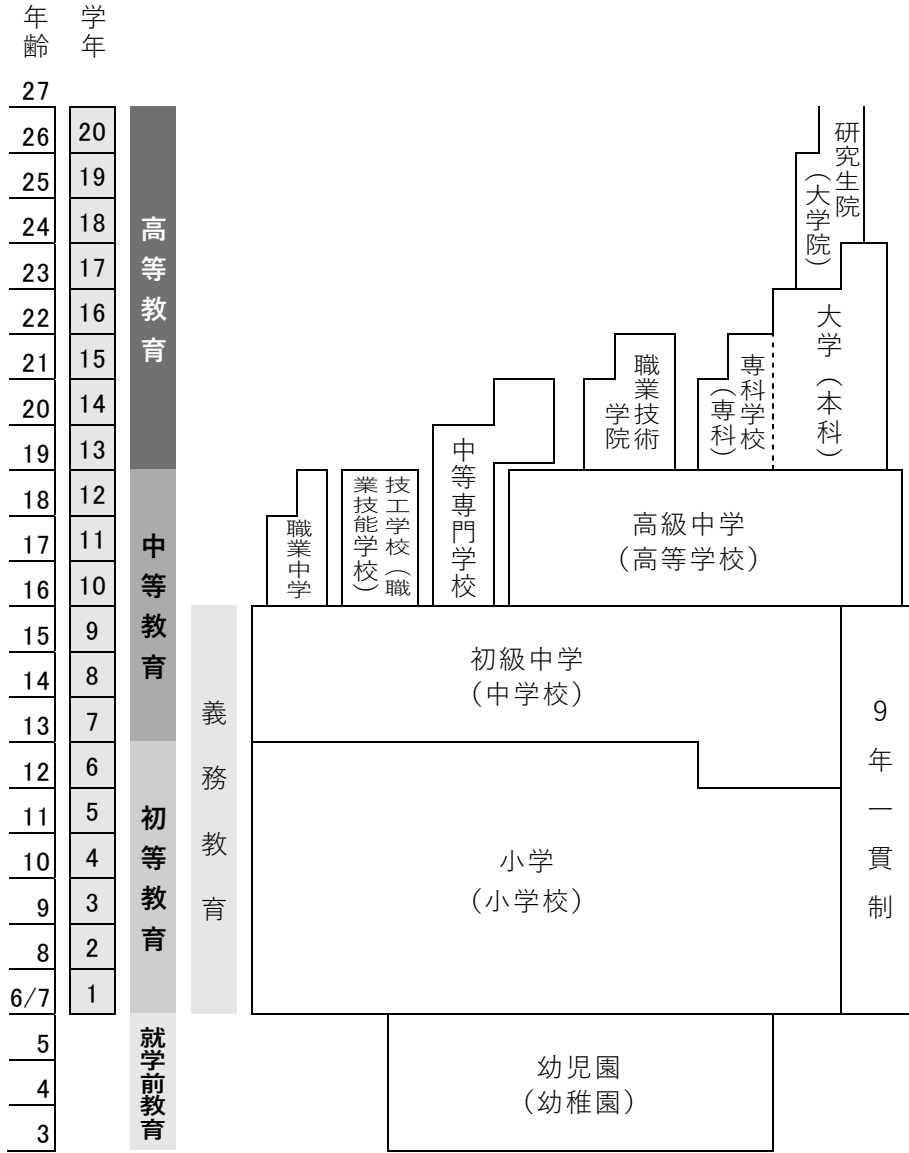 年齢
学年
27
26
25
24
23
22
21
20
19
18
17
16
15
14
13
12
11
10
9
8
6/7
5
4
3
20
19
18
17
16
15
14
13
12
11
10
9
8
7
6
5
4
3
2
1
高等教育
中等教育
初等教育
就学前教育
義務教育
職業中学
技工学校（職
業技能学校）
中等専門学校
職業技術
学院
専科学校
（専科）
大学（本科）
研究生院
（大学院）
高級中学
（高等学校）
初級中学
（中学校）
小学
（小学校）
9年一貫制
幼児園
（幼稚園）